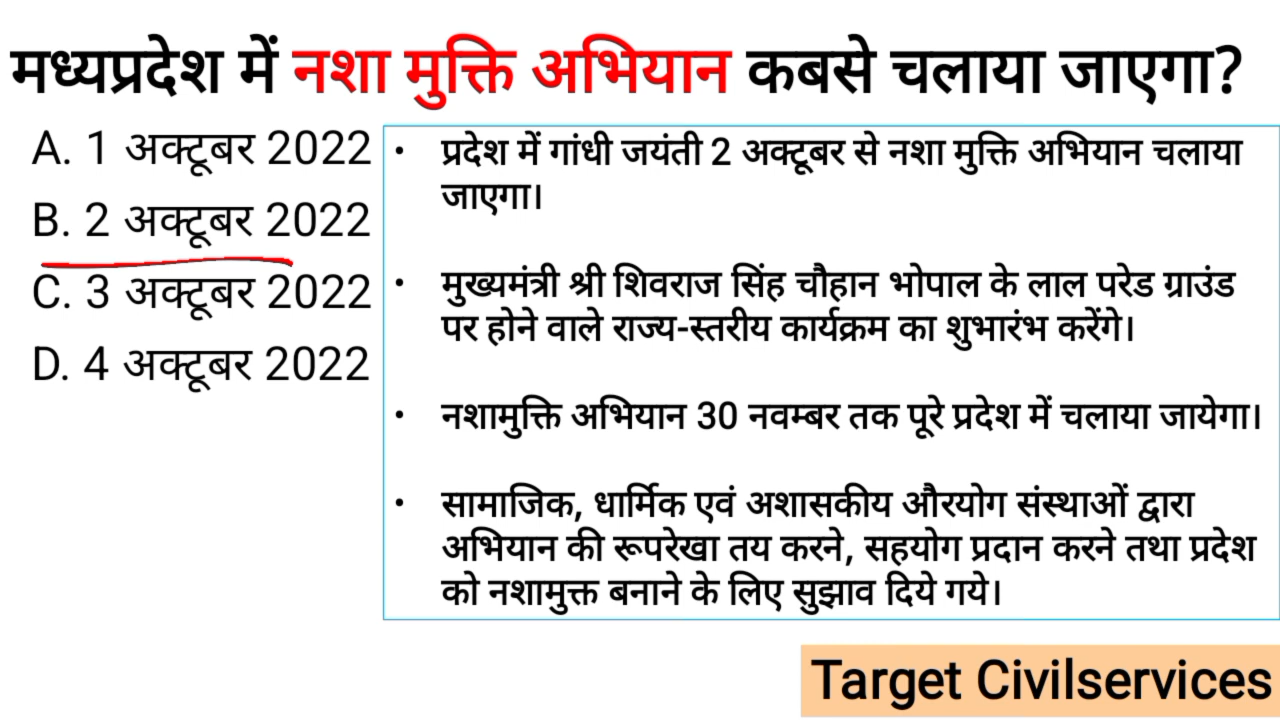 मध्यप्रदेश में नशा मुक्ति अभियान कबसे चलाया जाएगा?
A. 1 अक्टूबर 2022
B. 2 अक्टूबर 2022
C. 3 अक्टूबर 2022
D. 4 अक्टूबर 2022
• प्रदेश में गांधी जयंती 2 अक्टूबर से नशा मुक्ति अभियान चलाया
जाएगा।
• मुख्यमंत्री श्री शिवराज सिंह चौहान भोपाल के लाल परेड ग्राउंड
पर होने वाले राज्य-स्तरीय कार्यक्रम का शुभारंभ करेंगे।
• नशामुक्ति अभियान 30 नवम्बर तक पूरे प्रदेश में चलाया जायेगा।
• सामाजिक, धार्मिक एवं अशासकीय औरयोग संस्थाओं द्वारा
अभियान की रूपरेखा तय करने, सहयोग प्रदान करने तथा प्रदेश
को नशामुक्त बनाने के लिए सुझाव दिये गये।
Target Civilservices